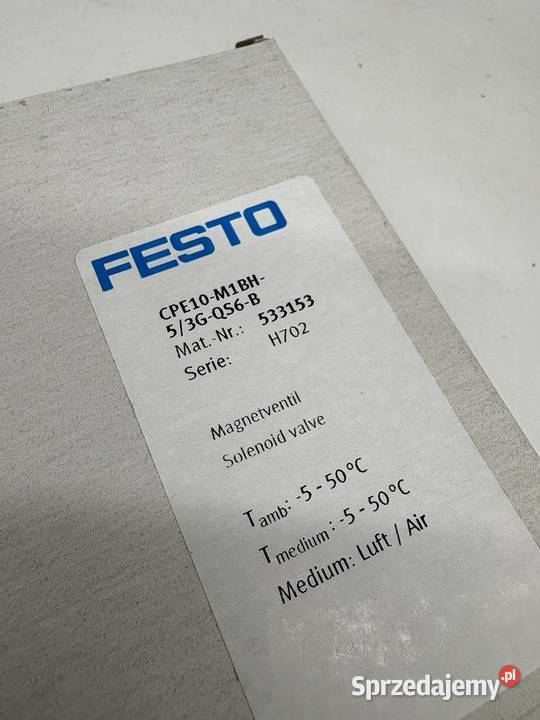 FESTO
CPE10-M1BH-
5/3G-QS6-B
Mat.-Nr.: 533153
Serie: H702
Magnetventil
Solenoid valve
Tamb: -5 - 50°C
Tmedium: -5 - 50°C
Medium: Luft / Air
Sprzedajemy.pl